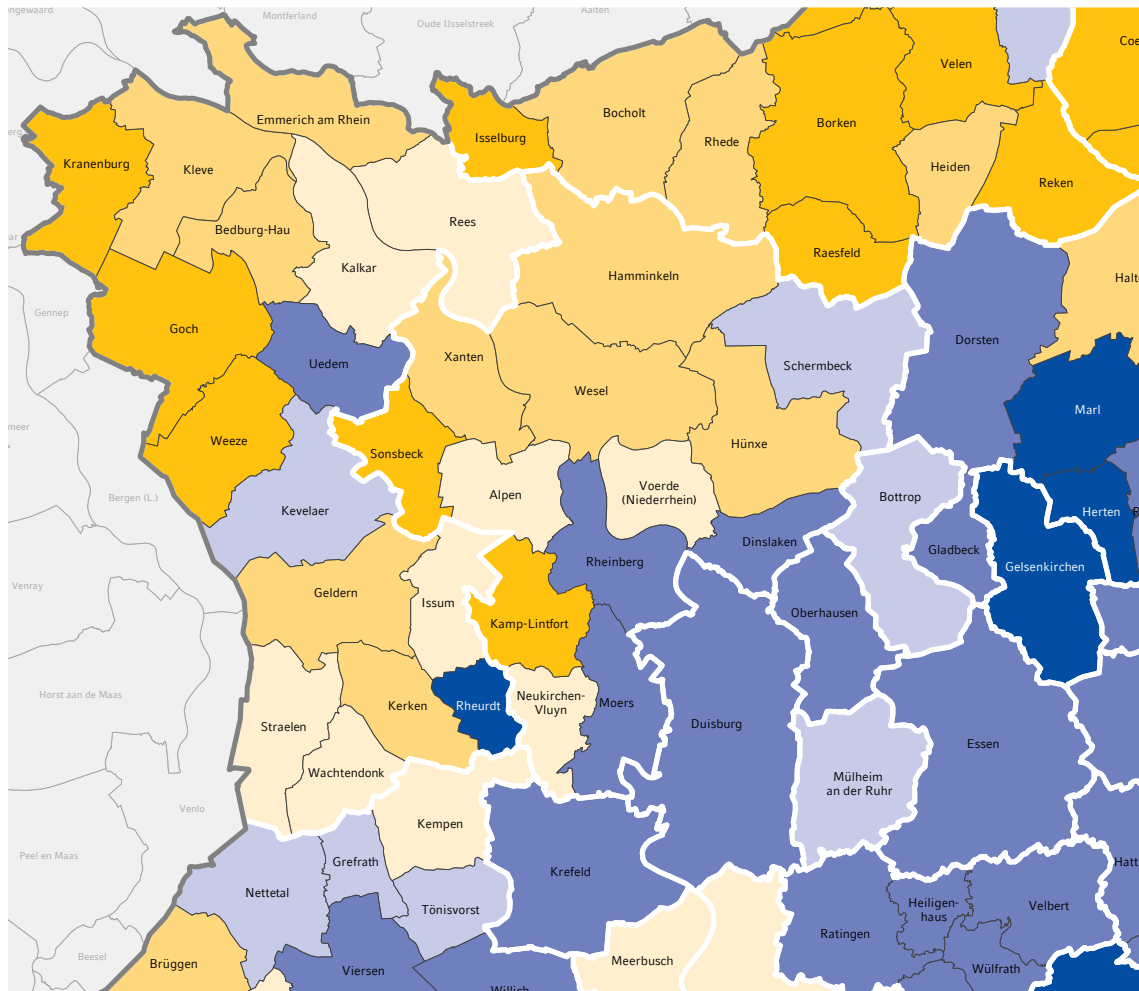 ngewaard
Montferland
Oude IJsselstreek
Aalten
Coe
Velen
Emmerich am Rhein
Bocholt
Borken
Isselburg
Rhede
Kranenburg
Kleve
Heiden
Reken
Rees
Bedburg-Hau
Raesfeld
Kalkar
Hamminkeln
Halt
Gennep
Goch
Dorsten
Uedem
Xanten
Schermbeck
Wesel
Marl
meer
Weeze
Hünxe
Sonsbeck
Voerde
(Niederrhein)
Alpen
Bottrop
Bergen (L.)
Kevelaer
Herten
R
Dinslaken
Gladbeck
Rheinberg
Gelsenkirchen
Venray
Geldern
Issum
Oberhausen
Kamp-Lintfort
Horst aan de Maas
Neukirchen-
Vluyn
Kerken
Rheurdt
Moers
Straelen
Duisburg
Essen
Wachtendonk
Mülheim
an der Ruhr
Venlo
Kempen
Peel en Maas
Grefrath
Hatt
Krefeld
Nettetal
Tönisvorst
Heiligen-
haus
Velbert
Ratingen
Beesel
Brüggen
Meerbusch
Viersen
Wülfrath
Willich